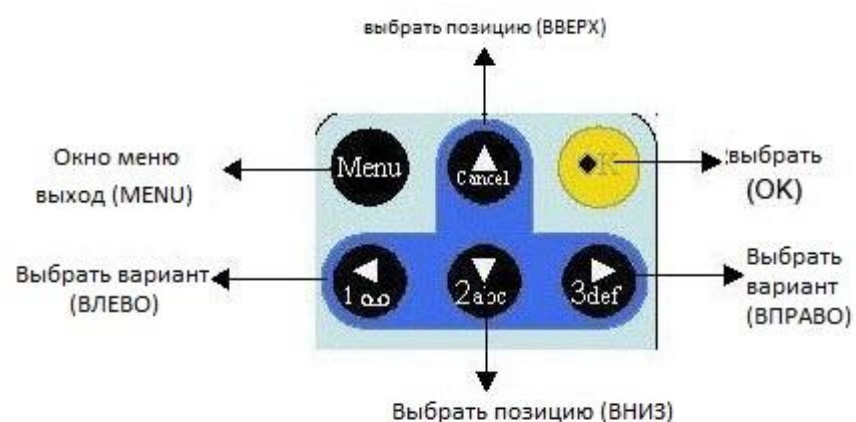 выбрать позицию (ВВЕРХ)
Окно меню
выход (MENU)
Menu
Cancel
выбрать
(OK)
Выбрать вариант
(ВЛЕВО)
1
2abc
3def
Выбрать
вариант
(ВПРАВО)
Выбрать позицию (ВНИЗ)